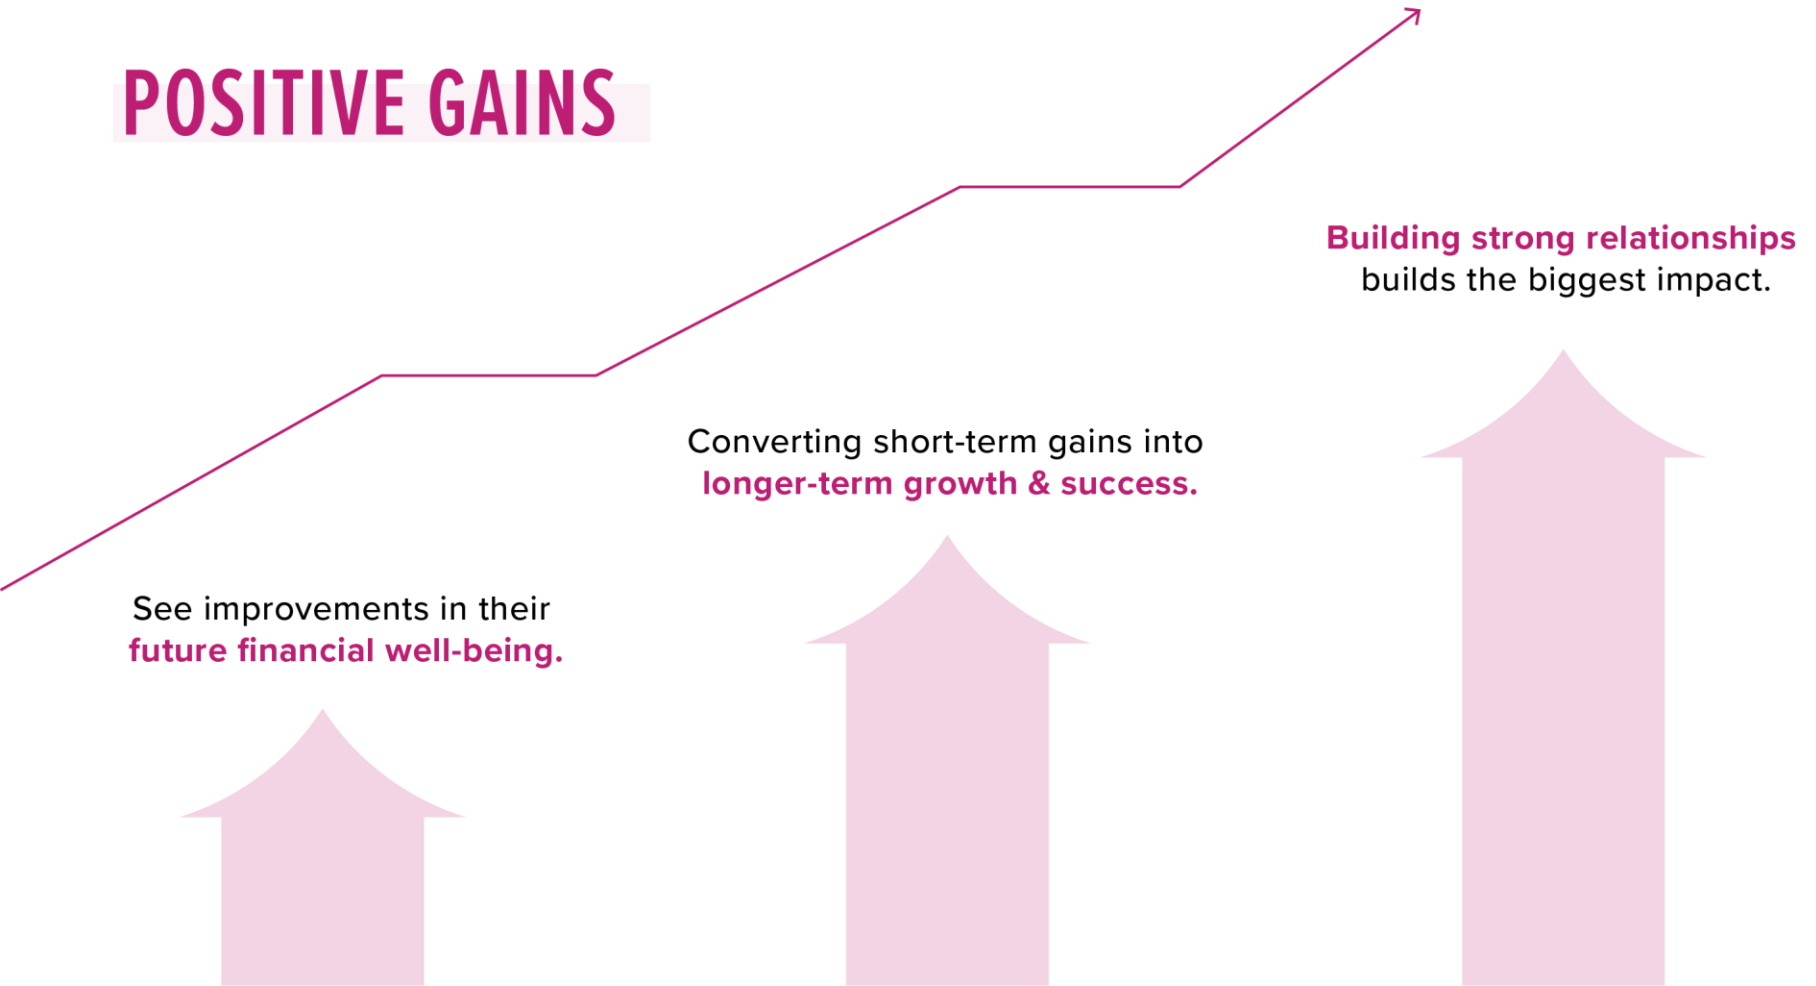 POSITIVE GAINS
Building strong relationships
builds the biggest impact.
Converting short-term gains into
longer-term growth & success.
See improvements in their
future financial well-being.